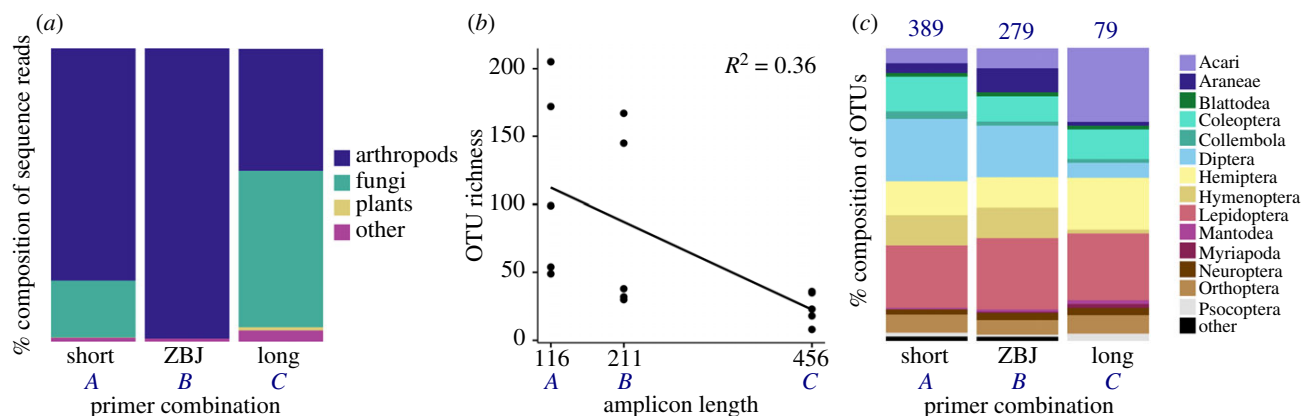 (a)
% composition of sequence reads
short
ZBJ
long
A
B
C
primer combination
arthropods
fungi
plants
other
(b)
OTU richness
200
150
100
50
0
R² = 0.36
116
211
456
A
B
C
amplicon length
(c)
389
279
79
% composition of OTUs
short
ZBJ
long
A
B
C
primer combination
Acari
Araneae
Blattodea
Coleoptera
Collembola
Diptera
Hemiptera
Hymenoptera
Lepidoptera
Mantodea
Myriapoda
Neuroptera
Orthoptera
Psocoptera
other